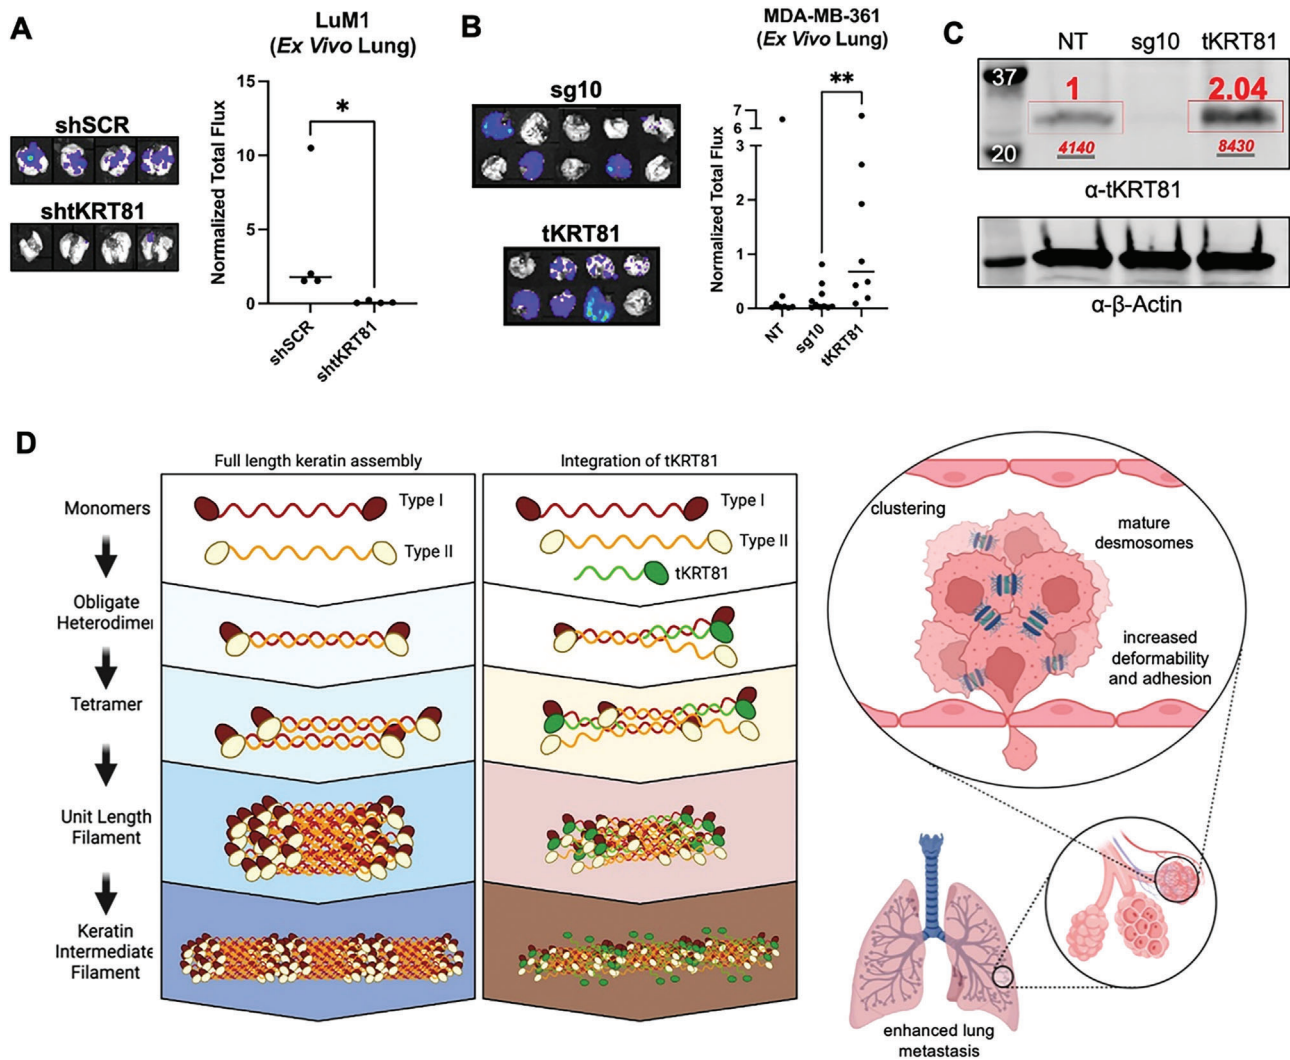 A
LuM1
(Ex Vivo Lung)
shSCR
shtKRT81
Normalized Total Flux
15
10
5
0
*
shSCR
shtKRT81
B
MDA-MB-361
(Ex Vivo Lung)
sg10
tKRT81
Normalized Total Flux
7
6
3
2
1
0
**
NT
sg10
tKRT81
C
NT
sg10
tKRT81
37
20
1
2.04
4140
8430
α-tKRT81
α-β-Actin
D
Full length keratin assembly
Integration of tKRT81
Monomers
Type I
Type II
Type I
Type II
tKRT81
Obligate
Heterodimer
Tetramer
Unit Length
Filament
Keratin
Intermediate
Filament
clustering
mature
desmosomes
increased
deformability
and adhesion
enhanced lung
metastasis